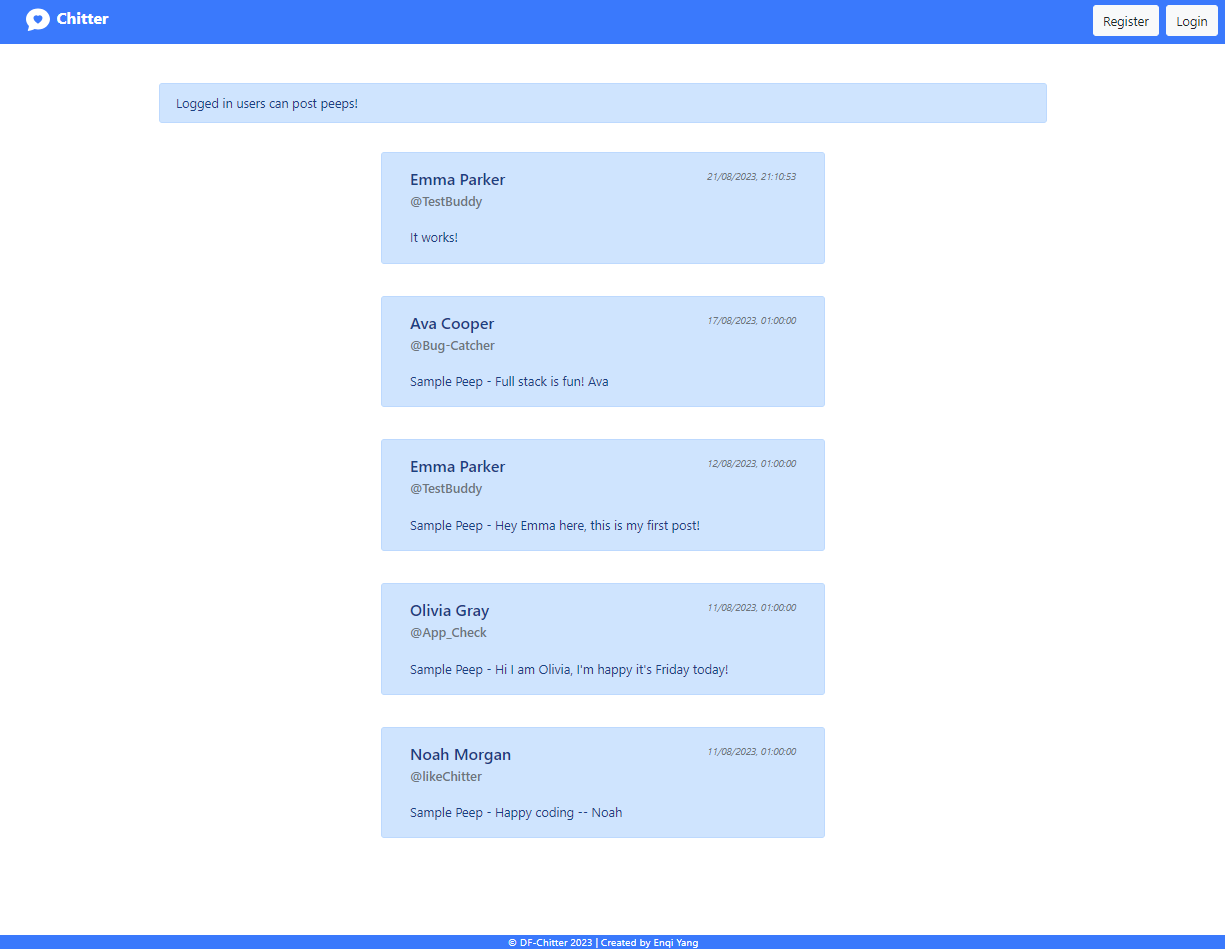 Chitter
Register
Login
Logged in users can post peeps!
Emma Parker
21/08/2023, 21:10:53
@TestBuddy
It works!
Ava Cooper
17/08/2023, 01:00:00
@Bug-Catcher
Sample Peep - Full stack is fun! Ava
Emma Parker
12/08/2023, 01:00:00
@TestBuddy
Sample Peep - Hey Emma here, this is my first post!
Olivia Gray
11/08/2023, 01:00:00
@App_Check
Sample Peep - Hi I am Olivia, I'm happy it's Friday today!
Noah Morgan
11/08/2023, 01:00:00
@likeChitter
Sample Peep - Happy coding -- Noah
© DF-Chitter 2023 | Created by Enqi Yang